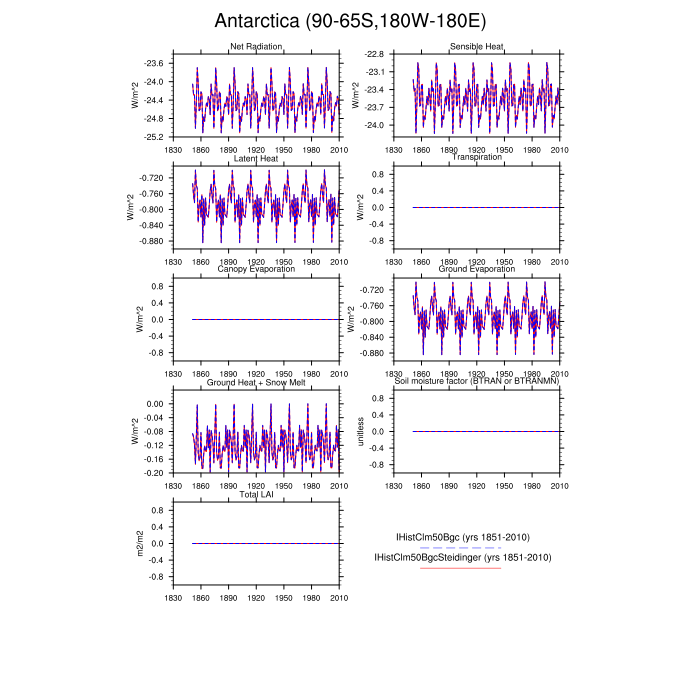 Antarctica (90-65S,180W-180E)
Net Radiation
Sensible Heat
W/m^2
-23.6
-24.0
-24.4
-24.8
-25.2
1830 1860 1890 1920 1950 1980 2010
W/m^2
-22.8
-23.1
-23.4
-23.7
-24.0
1830 1860 1890 1920 1950 1980 2010
Latent Heat
Transpiration
W/m^2
-0.720
-0.760
-0.800
-0.840
-0.880
1830 1860 1890 1920 1950 1980 2010
W/m^2
0.8
0.4
0.0
-0.4
-0.8
1830 1860 1890 1920 1950 1980 2010
Canopy Evaporation
Ground Evaporation
W/m^2
0.8
0.4
0.0
-0.4
-0.8
1830 1860 1890 1920 1950 1980 2010
W/m^2
-0.720
-0.760
-0.800
-0.840
-0.880
1830 1860 1890 1920 1950 1980 2010
Ground Heat + Snow Melt
Soil moisture factor (BTRAN or BTRANMN)
W/m^2
0.00
-0.04
-0.08
-0.12
-0.16
-0.20
1830 1860 1890 1920 1950 1980 2010
unitless
0.8
0.4
0.0
-0.4
-0.8
1830 1860 1890 1920 1950 1980 2010
Total LAI
m2/m2
0.8
0.4
0.0
-0.4
-0.8
1830 1860 1890 1920 1950 1980 2010
IHistClm50Bgc (yrs 1851-2010)
IHistClm50BgcSteidinger (yrs 1851-2010)